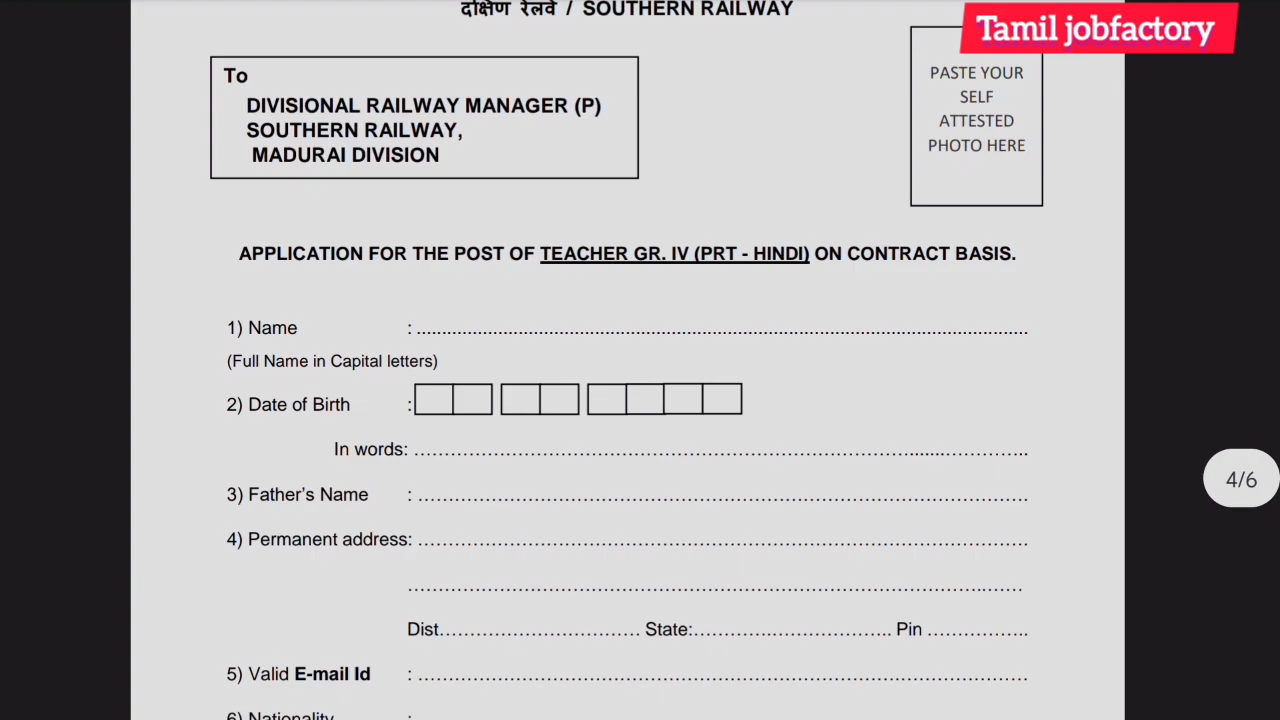 दक्षिण रेलवे / SOUTHERN RAILWAY
Tamil jobfactory
To
DIVISIONAL RAILWAY MANAGER (P)
SOUTHERN RAILWAY,
MADURAI DIVISION
PASTE YOUR
SELF
ATTESTED
PHOTO HERE
APPLICATION FOR THE POST OF TEACHER GR. IV (PRT - HINDI) ON CONTRACT BASIS.
1) Name : ........................................................................................................................
(Full Name in Capital letters)
2) Date of Birth :
In words: ……………………………………………………………………………….......…………..
3) Father’s Name : ……………………………………………………………………………………………….
4) Permanent address: ……………………………………………………………………………………………….
………………………………………………………………………………………...……
Dist…………………………… State:………….……………….. Pin ……………..
5) Valid E-mail Id : ……………………………………………………………………………………………….
6) Nationality :
4/6